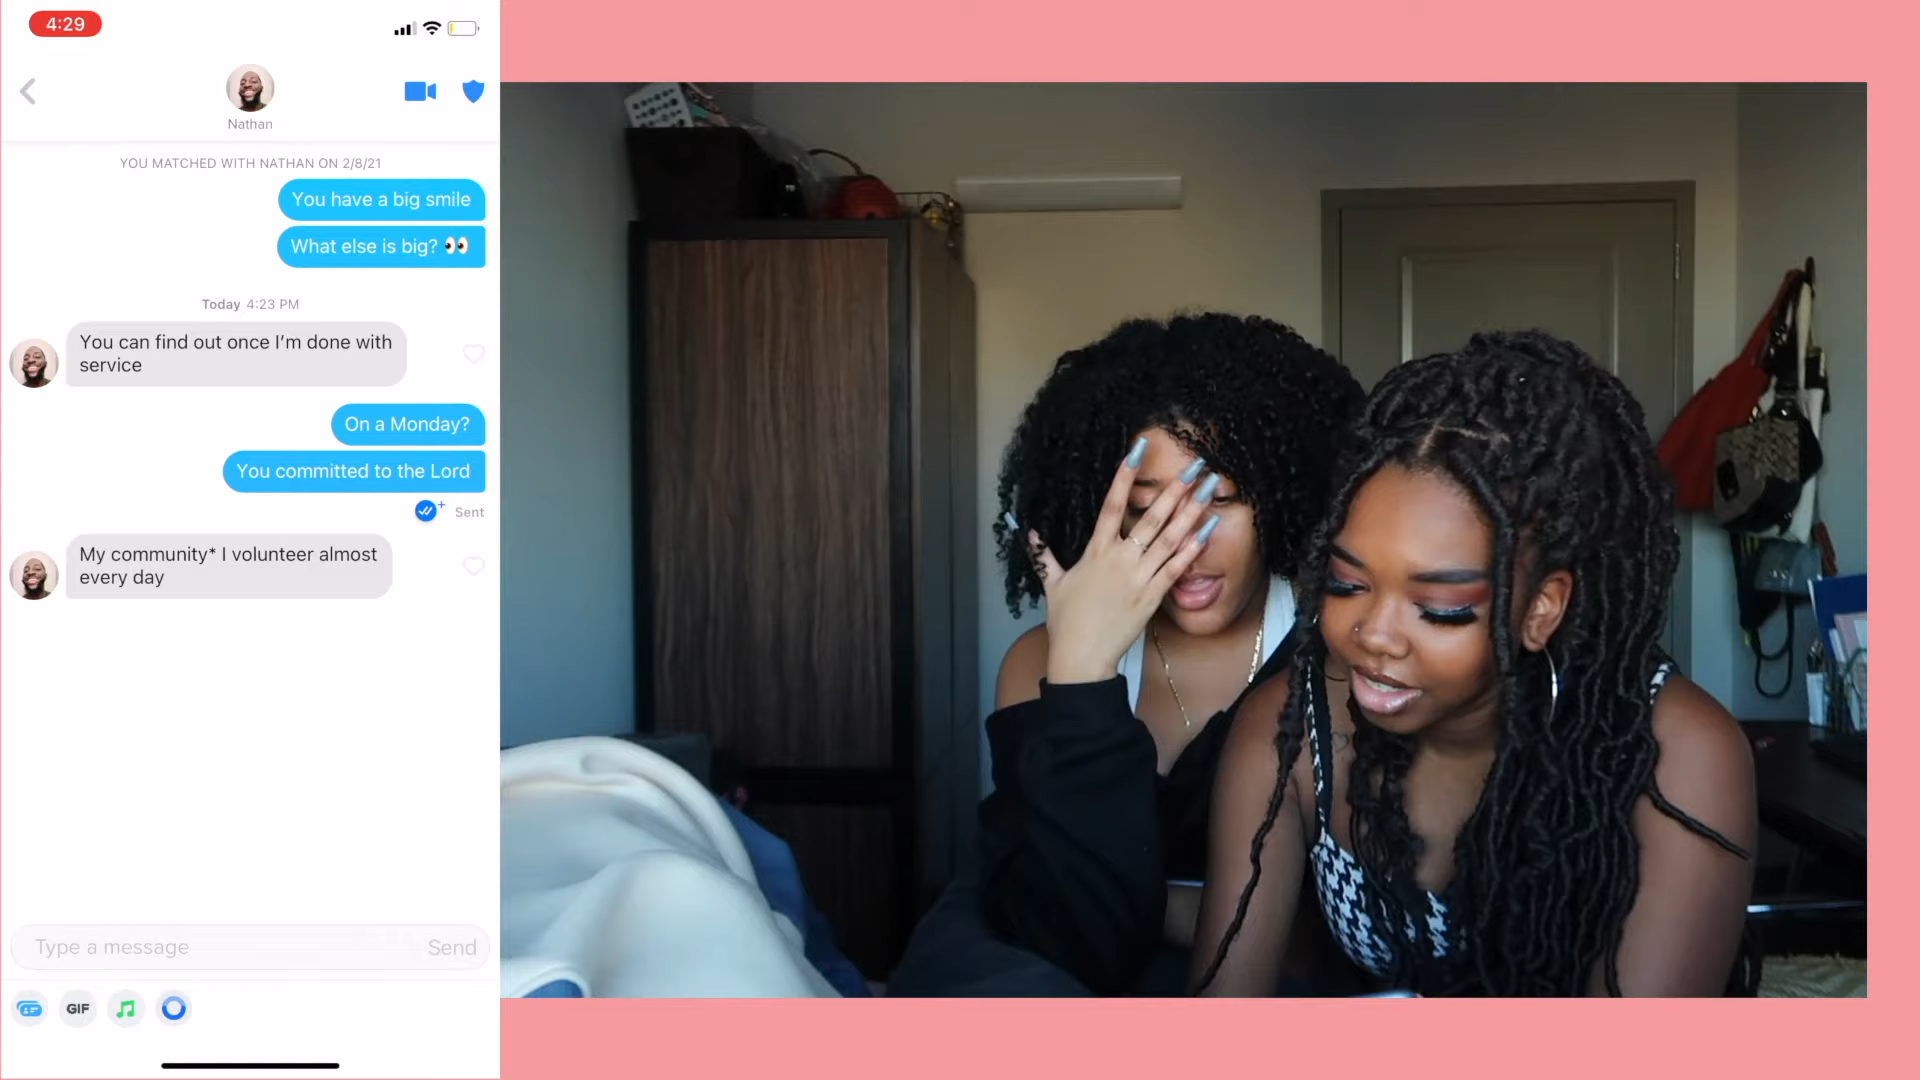 4:29
Nathan
YOU MATCHED WITH NATHAN ON 2/8/21
You have a big smile
What else is big? 👀
Today 4:23 PM
You can find out once I'm done with
service
On a Monday?
You committed to the Lord
Sent
My community* I volunteer almost
every day
Type a message
Send
GIF